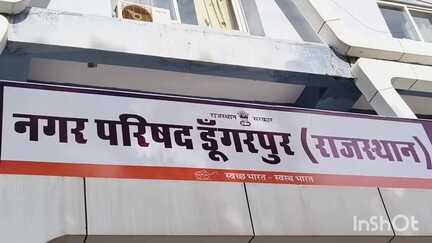 राजस्थान सरकार
नगर परिषद डूँगरपुर (राजस्थान)
स्वच्छ भारत - स्वस्थ भारत
InShOt